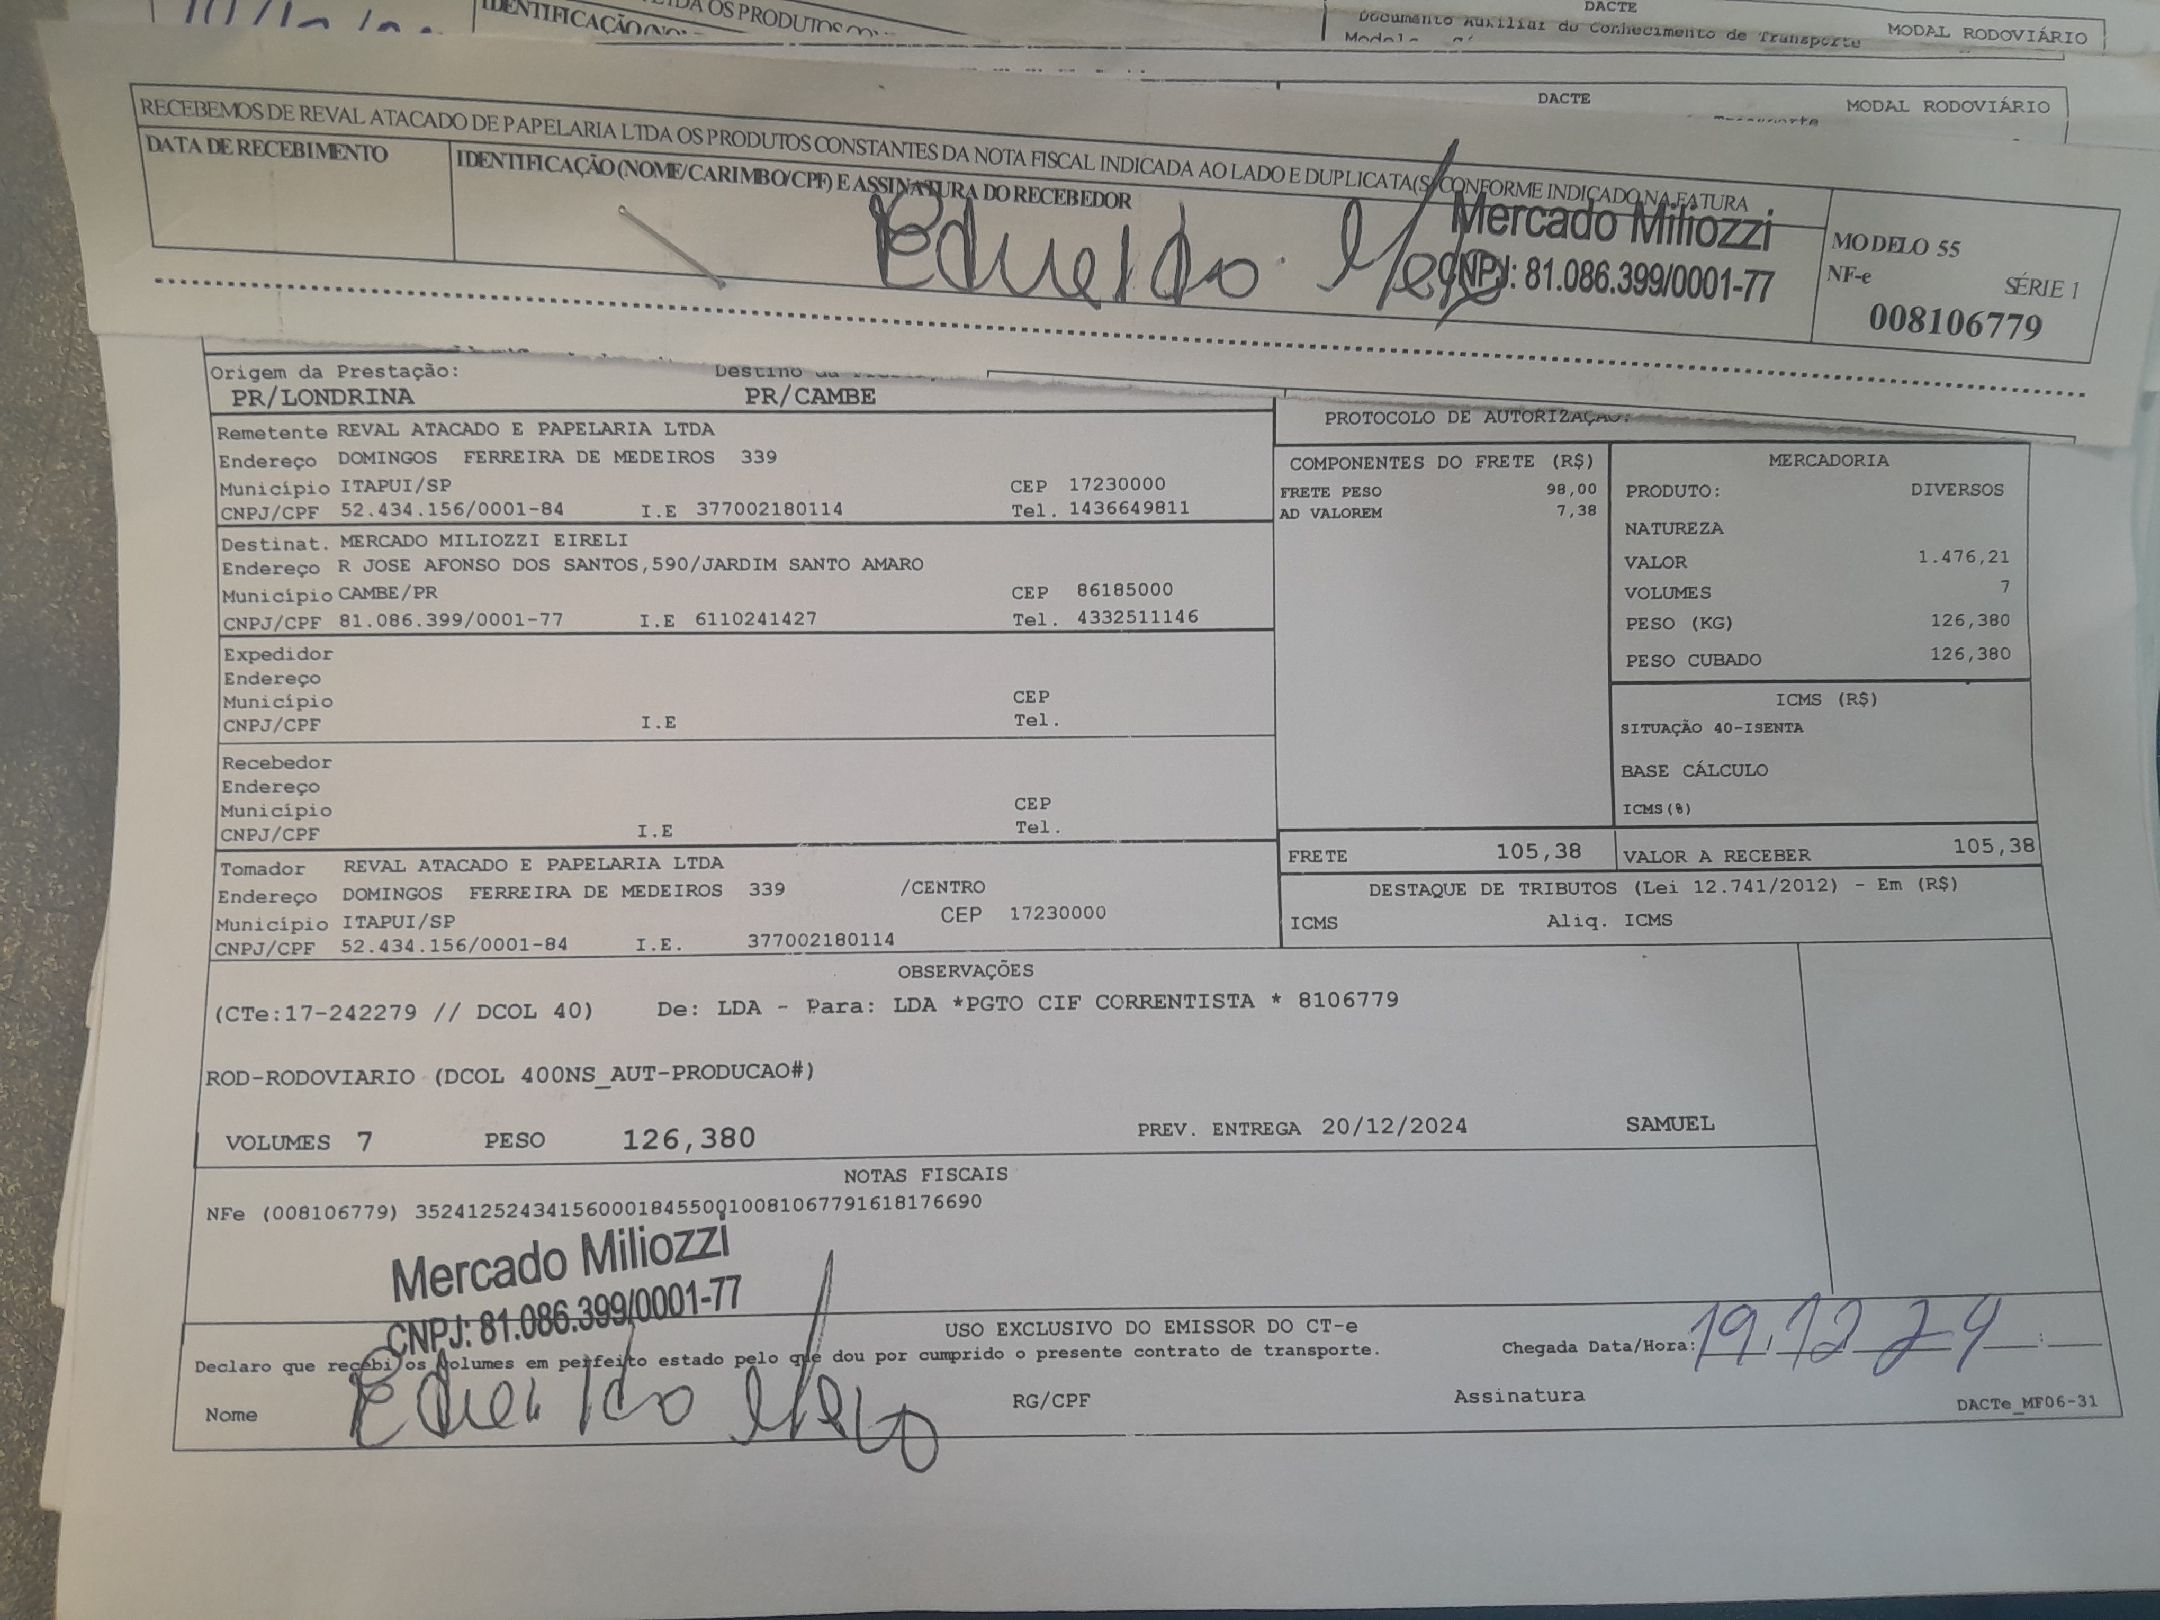 IDENTIFICAÇÃO
OS PRODUTOS
DACTE
Documento Auxiliar do Conhecimento de Transporte
MODAL RODOVIÁRIO
DACTE
MODAL RODOVIÁRIO
RECEBEMOS DE REVAL ATACADO DE PAPELARIA LTDA OS PRODUTOS CONSTANTES DA NOTA FISCAL INDICADA AO LADO E DUPLICATA(S) CONFORME INDICADO NA FATURA
DATA DE RECEBIMENTO
IDENTIFICAÇÃO (NOME/CARIMBO/CPF) E ASSINATURA DO RECEBEDOR
Eduardo
Mercado Miliozzi
CNPJ: 81.086.399/0001-77
MODELO 55
NF-e SÉRIE 1
008106779
Origem da Prestação: Destino
PR/LONDRINA PR/CAMBE
Remetente REVAL ATACADO E PAPELARIA LTDA
Endereço DOMINGOS FERREIRA DE MEDEIROS 339
Município ITAPUI/SP CEP 17230000
CNPJ/CPF 52.434.156/0001-84 I.E 377002180114 Tel. 1436649811
Destinat. MERCADO MILIOZZI EIRELI
Endereço R JOSE AFONSO DOS SANTOS,590/JARDIM SANTO AMARO
Município CAMBE/PR CEP 86185000
CNPJ/CPF 81.086.399/0001-77 I.E 6110241427 Tel. 4332511146
Expedidor
Endereço
Município CEP
CNPJ/CPF I.E Tel.
Recebedor
Endereço
Município CEP
CNPJ/CPF I.E Tel.
Tomador REVAL ATACADO E PAPELARIA LTDA
Endereço DOMINGOS FERREIRA DE MEDEIROS 339 /CENTRO
Município ITAPUI/SP CEP 17230000
CNPJ/CPF 52.434.156/0001-84 I.E. 377002180114
PROTOCOLO DE AUTORIZAÇÃO:
COMPONENTES DO FRETE (R$)
FRETE PESO 98,00
AD VALOREM 7,38
MERCADORIA
PRODUTO: DIVERSOS
NATUREZA
VALOR 1.476,21
VOLUMES 7
PESO (KG) 126,380
PESO CUBADO 126,380
ICMS (R$)
SITUAÇÃO 40-ISENTA
BASE CÁLCULO
ICMS(%)
FRETE 105,38 VALOR A RECEBER 105,38
DESTAQUE DE TRIBUTOS (Lei 12.741/2012) - Em (R$)
ICMS Aliq. ICMS
OBSERVAÇÕES
(CTe:17-242279 // DCOL 40) De: LDA - Para: LDA *PGTO CIF CORRENTISTA * 8106779
ROD-RODOVIARIO (DCOL 400NS_AUT-PRODUCAO#)
VOLUMES 7 PESO 126,380 PREV. ENTREGA 20/12/2024 SAMUEL
NOTAS FISCAIS
NFe (008106779) 35241252434156000184550010081067791618176690
Mercado Miliozzi
CNPJ: 81.086.399/0001-77
USO EXCLUSIVO DO EMISSOR DO CT-e
Declaro que recebi os volumes em perfeito estado pelo que dou por cumprido o presente contrato de transporte.
Chegada Data/Hora: 19.12 24 :
Nome Eduardo RG/CPF Assinatura
DACTe_MF06-31